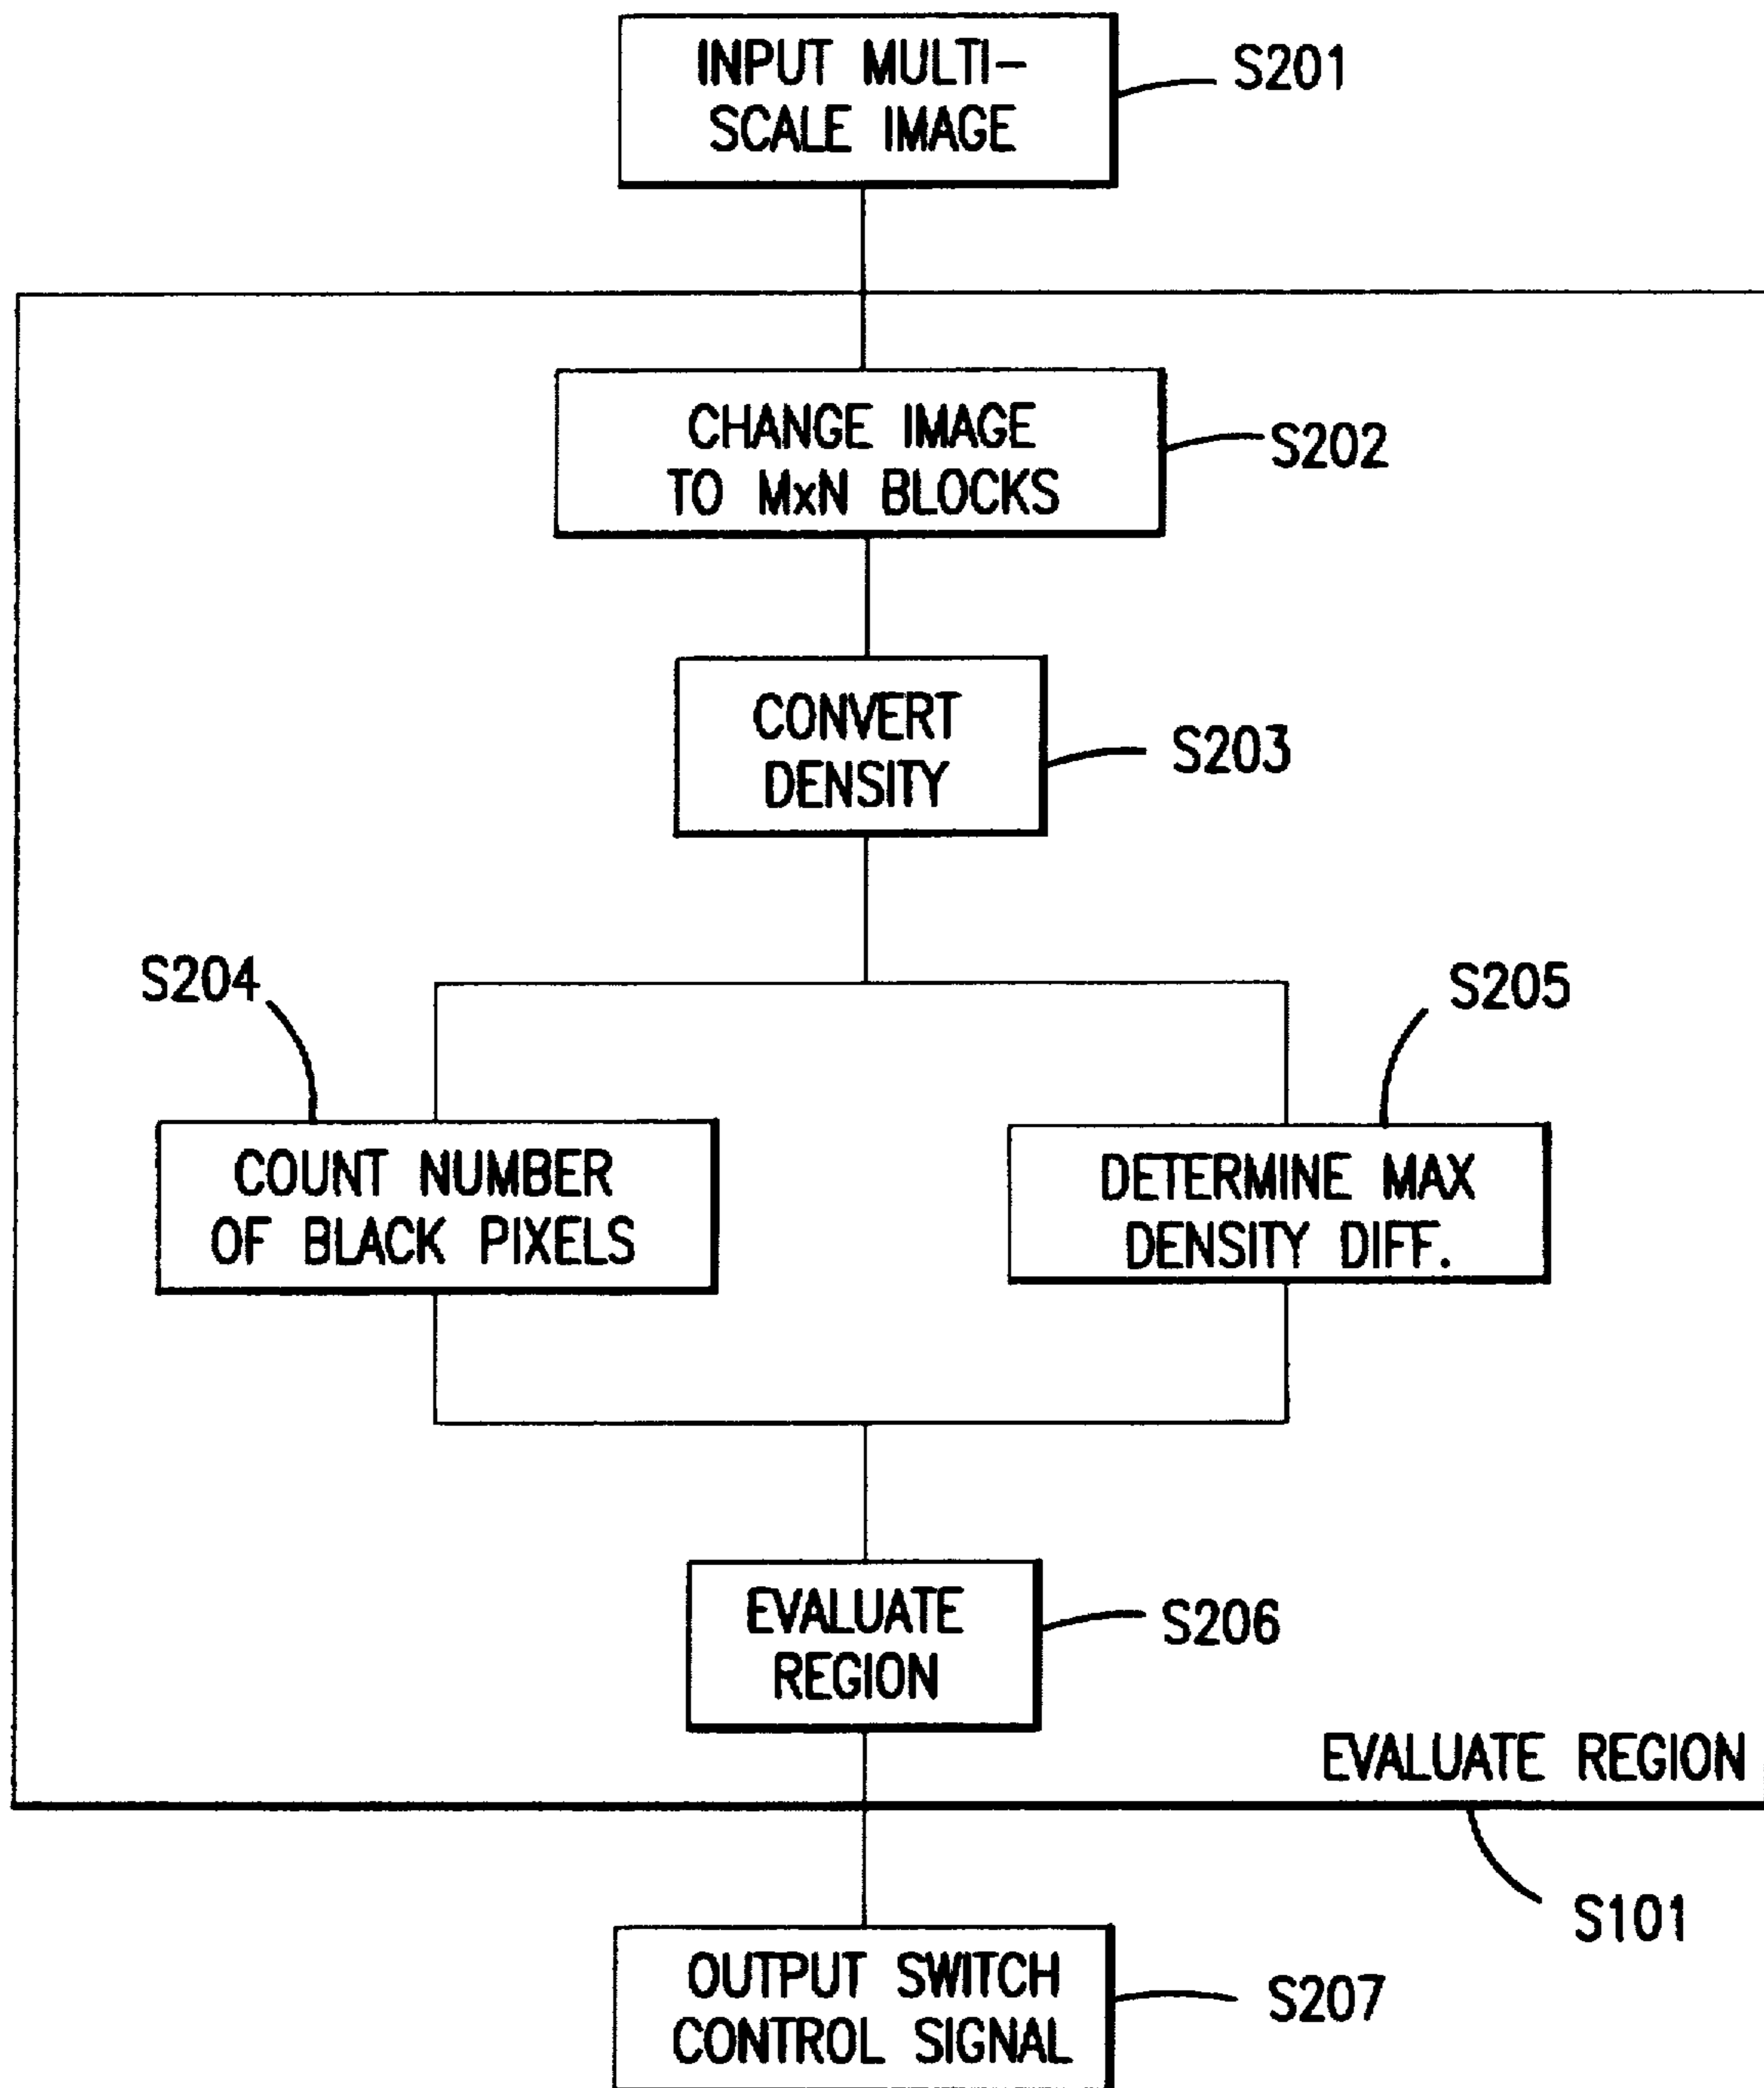 INPUT MULTI-
SCALE IMAGE
S201
CHANGE IMAGE
TO MxN BLOCKS
S202
CONVERT
DENSITY
S203
S204
S205
COUNT NUMBER
OF BLACK PIXELS
DETERMINE MAX
DENSITY DIFF.
EVALUATE
REGION
S206
EVALUATE REGION
S101
OUTPUT SWITCH
CONTROL SIGNAL
S207